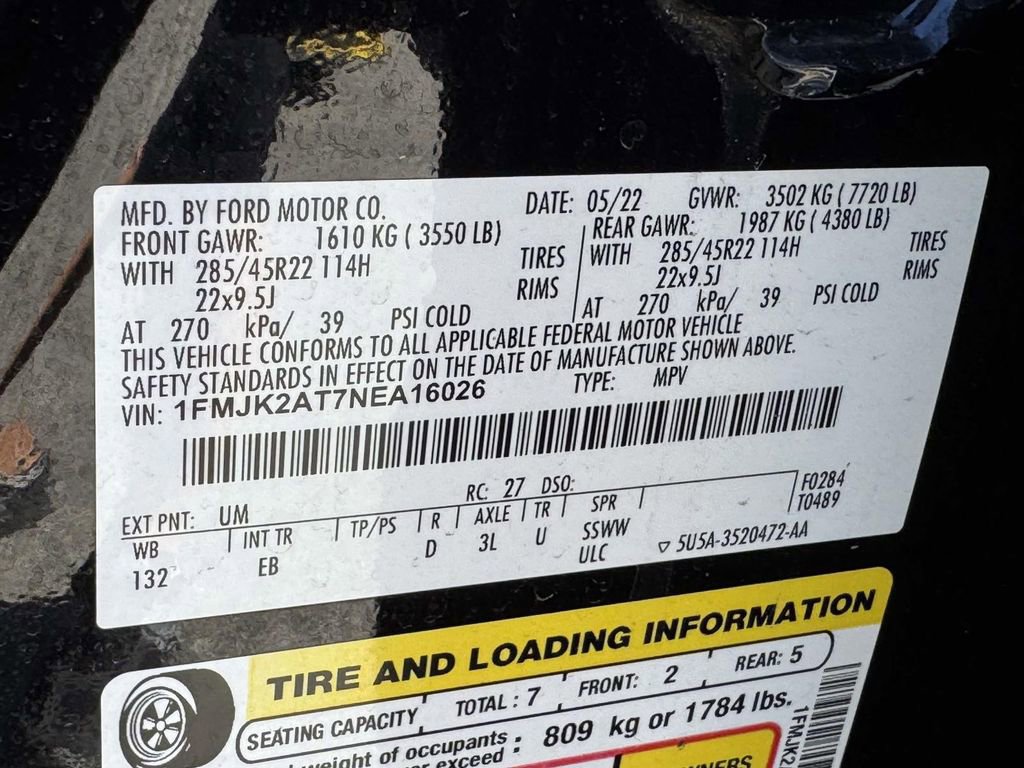 MFD. BY FORD MOTOR CO. DATE: 05/22 GVWR: 3502 KG ( 7720 LB)
FRONT GAWR: 1610 KG ( 3550 LB) REAR GAWR: 1987 KG ( 4380 LB)
WITH 285/45R22 114H TIRES WITH 285/45R22 114H TIRES
22x9.5J RIMS 22x9.5J RIMS
AT 270 kPa/ 39 PSI COLD AT 270 kPa/ 39 PSI COLD
THIS VEHICLE CONFORMS TO ALL APPLICABLE FEDERAL MOTOR VEHICLE
SAFETY STANDARDS IN EFFECT ON THE DATE OF MANUFACTURE SHOWN ABOVE.
VIN: 1FMJK2AT7NEA16026 TYPE: MPV
EXT PNT: UM RC: 27 DSO: F0284
WB INT TR TP/PS R AXLE TR SPR T0489
132 EB D 3L U SSWW
ULC ▽ 5U5A-3520472-AA
TIRE AND LOADING INFORMATION
SEATING CAPACITY TOTAL : 7 FRONT: 2 REAR: 5
weight of occupants : 809 kg or 1784 lbs.
exceed
OWNERS
1FMJK2